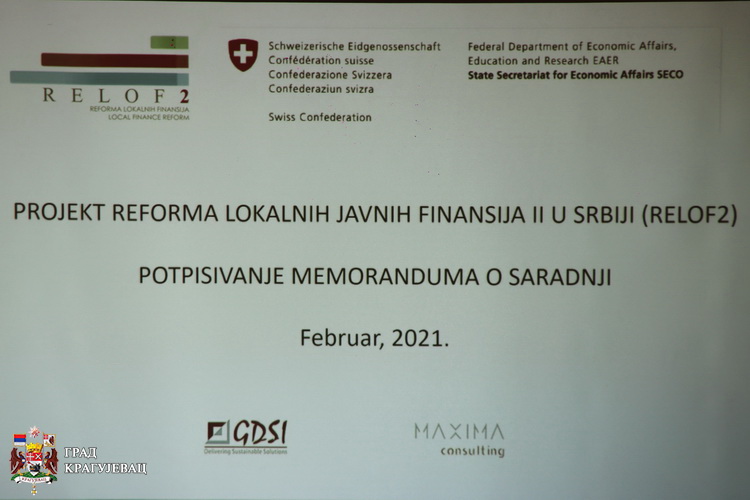 RELOF2
REFORMA LOKALNIH FINANSIJA
LOCAL FINANCE REFORM
Schweizerische Eidgenossenschaft
Confédération suisse
Confederazione Svizzera
Confederaziun svizra
Swiss Confederation
Federal Department of Economic Affairs,
Education and Research EAER
State Secretariat for Economic Affairs SECO
PROJEKT REFORMA LOKALNIH JAVNIH FINANSIJA II U SRBIJI (RELOF2)
POTPISIVANJE MEMORANDUMA O SARADNJI
Februar, 2021.
GDSI
Delivering Sustainable Solutions
MAXIMA
consulting
ГРАД
КРАГУЈЕВАЦ
КРАГУЈЕВАЦ